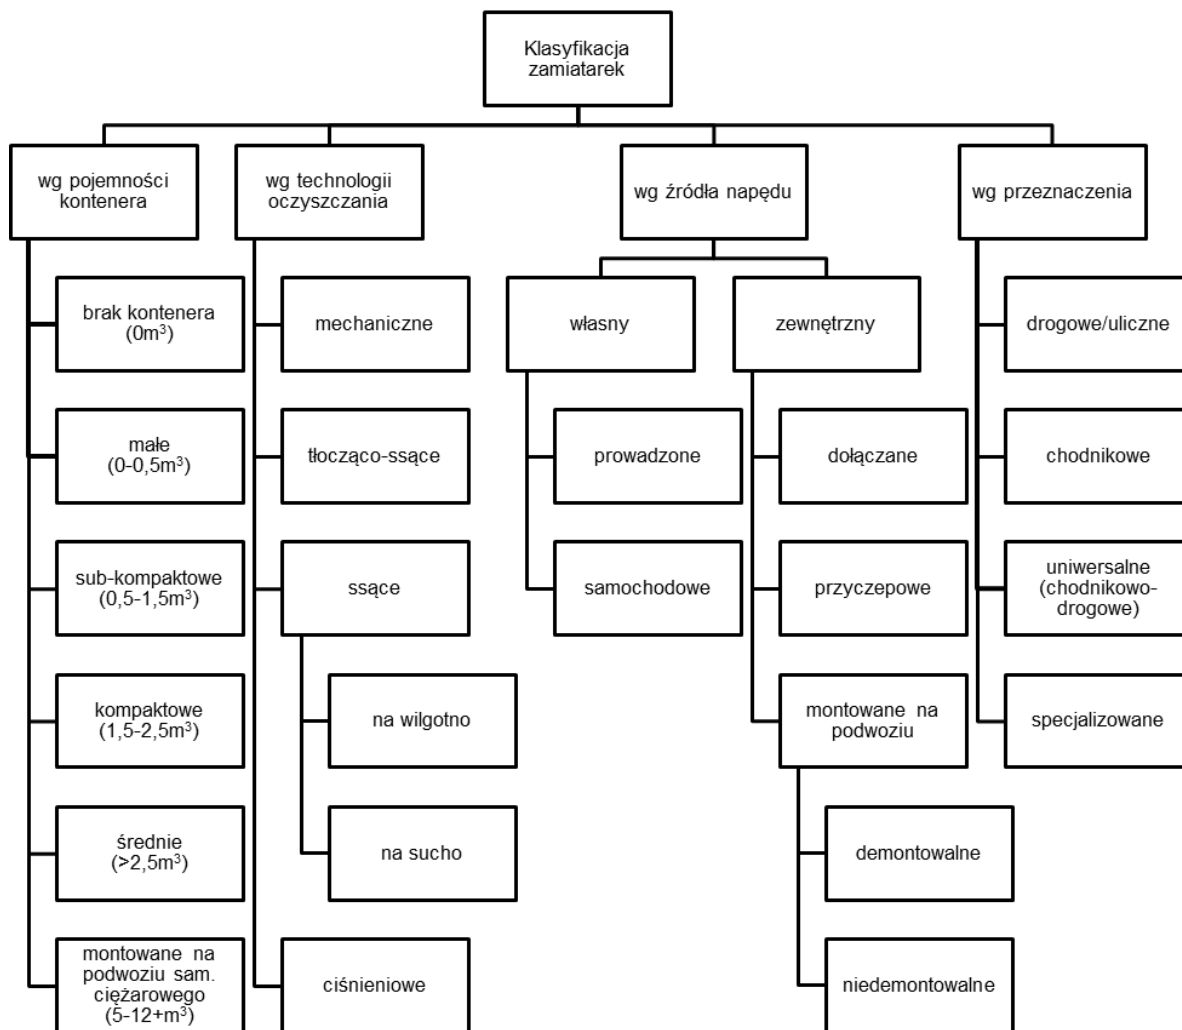 Klasyfikacja
zamiatarek
wg pojemności
kontenera
wg technologii
oczyszczania
wg źródła napędu
wg przeznaczenia
brak kontenera
(0m³)
małe
(0-0,5m³)
sub-kompaktowe
(0,5-1,5m³)
kompaktowe
(1,5-2,5m³)
średnie
(>2,5m³)
montowane na
podwoziu sam.
ciężarowego
(5-12+m³)
mechaniczne
tłocząco-ssące
ssące
na wilgotno
na sucho
ciśnieniowe
własny
prowadzone
samochodowe
zewnętrzny
dołączane
przyczepowe
montowane na
podwoziu
demontowalne
niedemontowalne
drogowe/uliczne
chodnikowe
uniwersalne
(chodnikowo-
drogowe)
specjalizowane